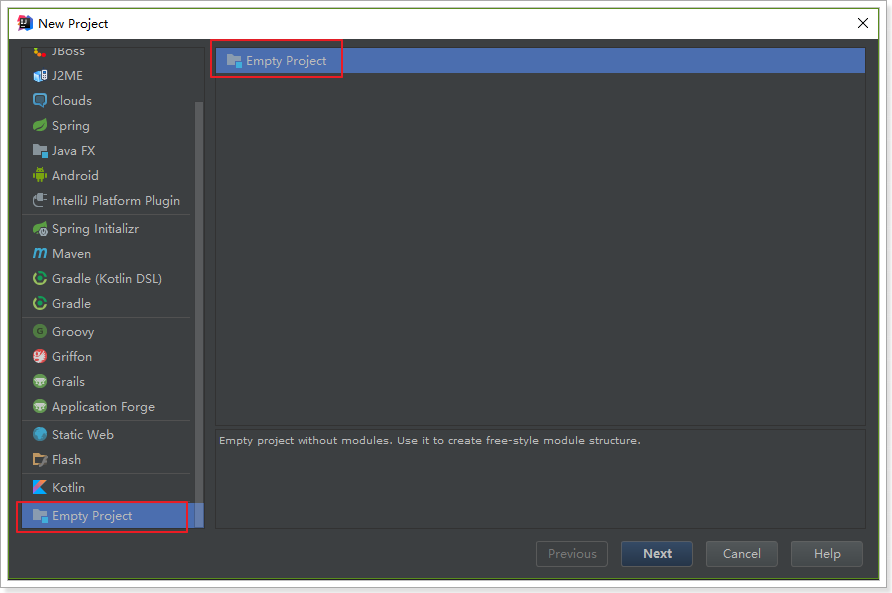 New Project
JBoss
J2ME
Clouds
Spring
Java FX
Android
IntelliJ Platform Plugin
Spring Initializr
Maven
Gradle (Kotlin DSL)
Gradle
Groovy
Griffon
Grails
Application Forge
Static Web
Flash
Kotlin
Empty Project
Empty Project
Empty project without modules. Use it to create free-style module structure.
Previous
Next
Cancel
Help